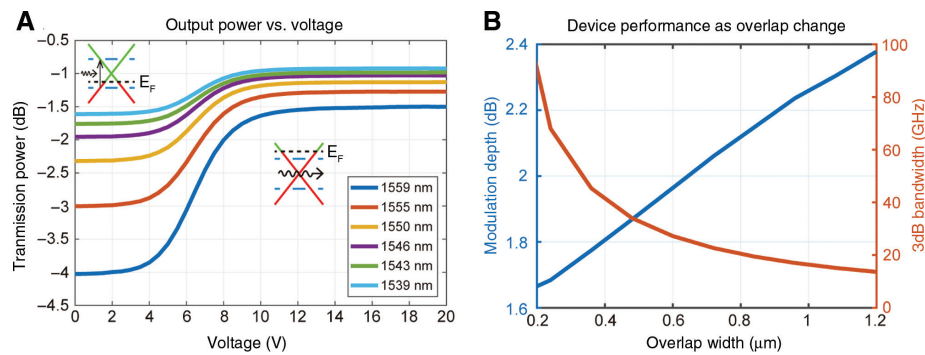 A
Output power vs. voltage
Tranmission power (dB)
−0.5
−1
−1.5
−2
−2.5
−3
−3.5
−4
−4.5
E_F
E_F
1559 nm
1555 nm
1550 nm
1546 nm
1543 nm
1539 nm
0 2 4 6 8 10 12 14 16 18 20
Voltage (V)
B
Device performance as overlap change
Modulation depth (dB)
2.4
2.2
2
1.8
1.6
100
80
60
40
20
0
3dB bandwidth (GHz)
0.2 0.4 0.6 0.8 1 1.2
Overlap width (μm)